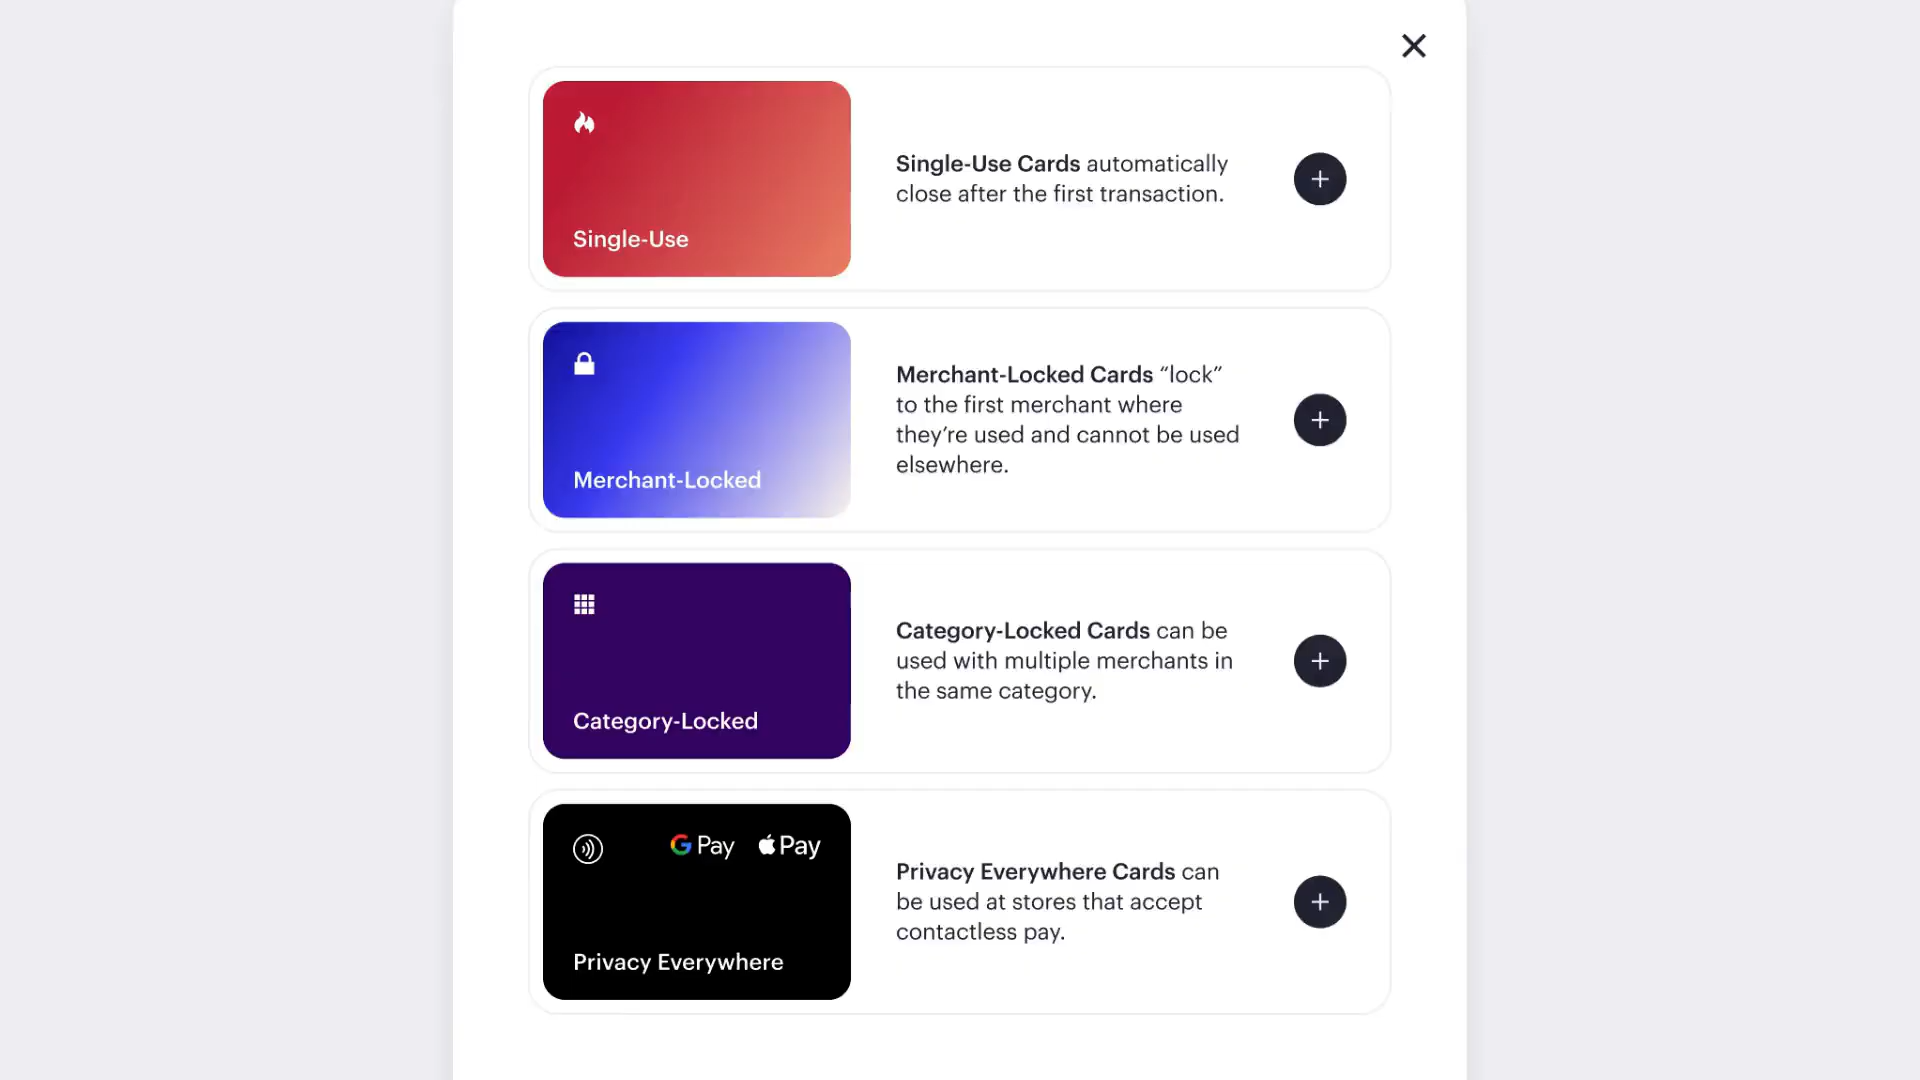 Single-Use
Single-Use Cards automatically
close after the first transaction.
Merchant-Locked
Merchant-Locked Cards “lock”
to the first merchant where
they’re used and cannot be used
elsewhere.
Category-Locked
Category-Locked Cards can be
used with multiple merchants in
the same category.
G Pay Pay
Privacy Everywhere
Privacy Everywhere Cards can
be used at stores that accept
contactless pay.